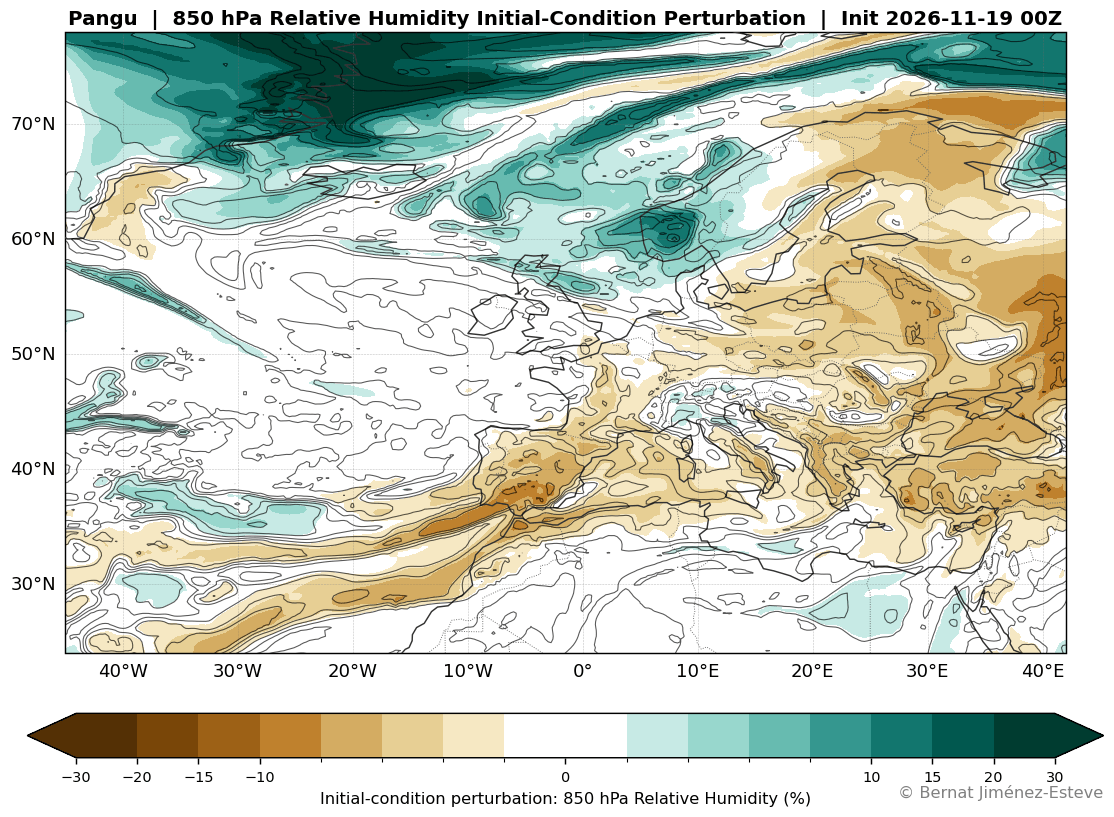 Pangu | 850 hPa Relative Humidity Initial-Condition Perturbation | Init 2026-11-19 00Z
70°N
60°N
50°N
40°N
30°N
40°W 30°W 20°W 10°W 0° 10°E 20°E 30°E 40°E
−30 −20 −15 −10 0 10 15 20 30
Initial-condition perturbation: 850 hPa Relative Humidity (%)
© Bernat Jiménez-Esteve